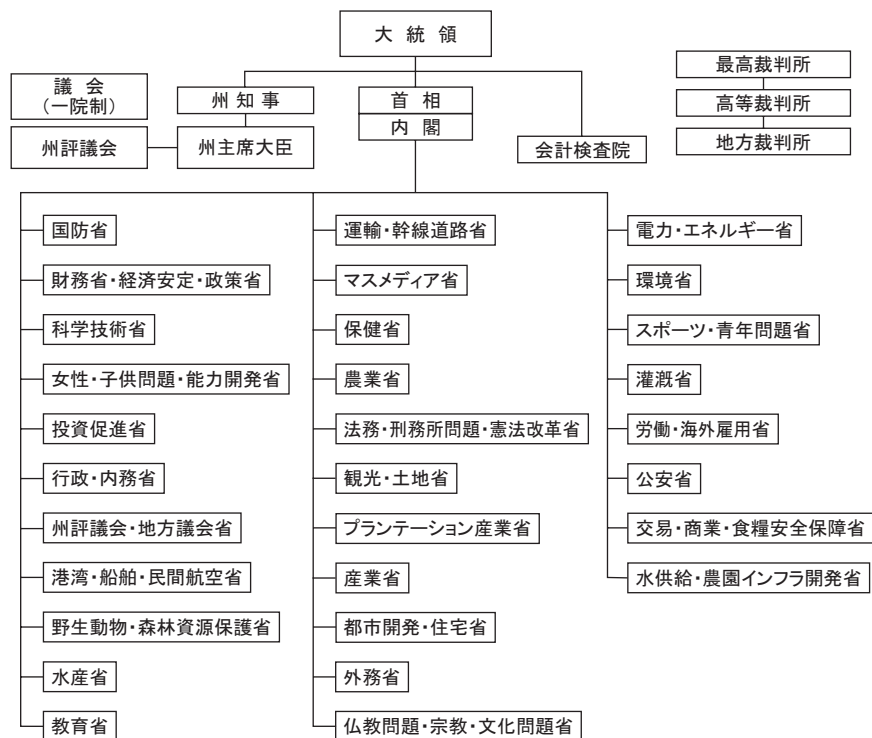 大統領
議会
(一院制)
州知事
首相
内閣
州評議会
州主席大臣
会計検査院
最高裁判所
高等裁判所
地方裁判所
国防省
財務省・経済安定・政策省
科学技術省
女性・子供問題・能力開発省
投資促進省
行政・内務省
州評議会・地方議会省
港湾・船舶・民間航空省
野生動物・森林資源保護省
水産省
教育省
運輸・幹線道路省
マスメディア省
保健省
農業省
法務・刑務所問題・憲法改革省
観光・土地省
プランテーション産業省
産業省
都市開発・住宅省
外務省
仏教問題・宗教・文化問題省
電力・エネルギー省
環境省
スポーツ・青年問題省
灌漑省
労働・海外雇用省
公安省
交易・商業・食糧安全保障省
水供給・農園インフラ開発省